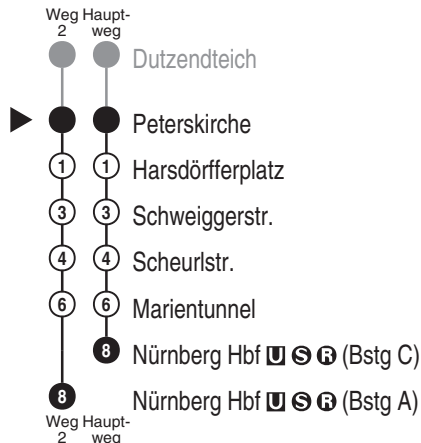 Weg Haupt-
2 weg
Dutzendteich
Peterskirche
1 1 Harsdörfferplatz
3 3 Schweiggerstr.
4 4 Scheurlstr.
6 6 Marientunnel
8 Nürnberg Hbf U S R (Bstg C)
8 Nürnberg Hbf U S R (Bstg A)
Weg Haupt-
2 weg